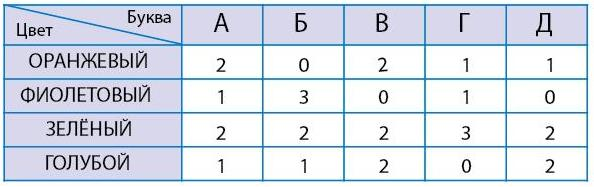 Буква
Цвет А Б В Г Д
ОРАНЖЕВЫЙ 2 0 2 1 1
ФИОЛЕТОВЫЙ 1 3 0 1 0
ЗЕЛЁНЫЙ 2 2 2 3 2
ГОЛУБОЙ 1 1 2 0 2